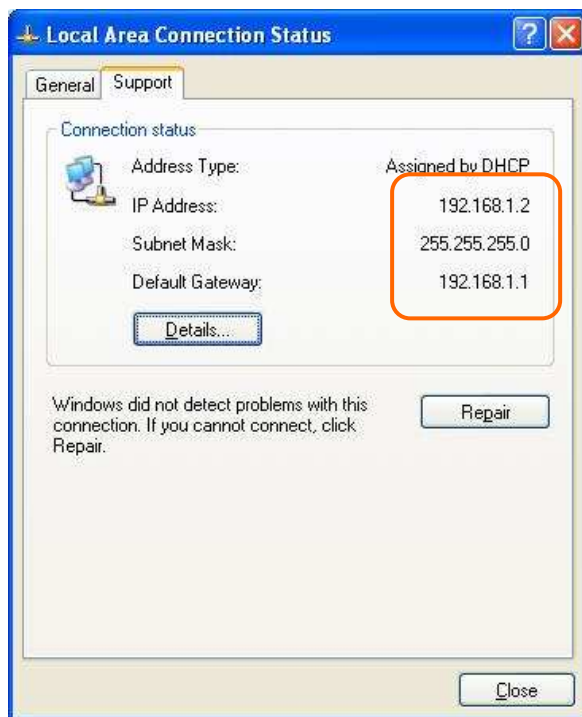 Local Area Connection Status
General Support
Connection status
Address Type: Assigned by DHCP
IP Address: 192.168.1.2
Subnet Mask: 255.255.255.0
Default Gateway: 192.168.1.1
Details...
Windows did not detect problems with this
connection. If you cannot connect, click
Repair.
Repair
Close